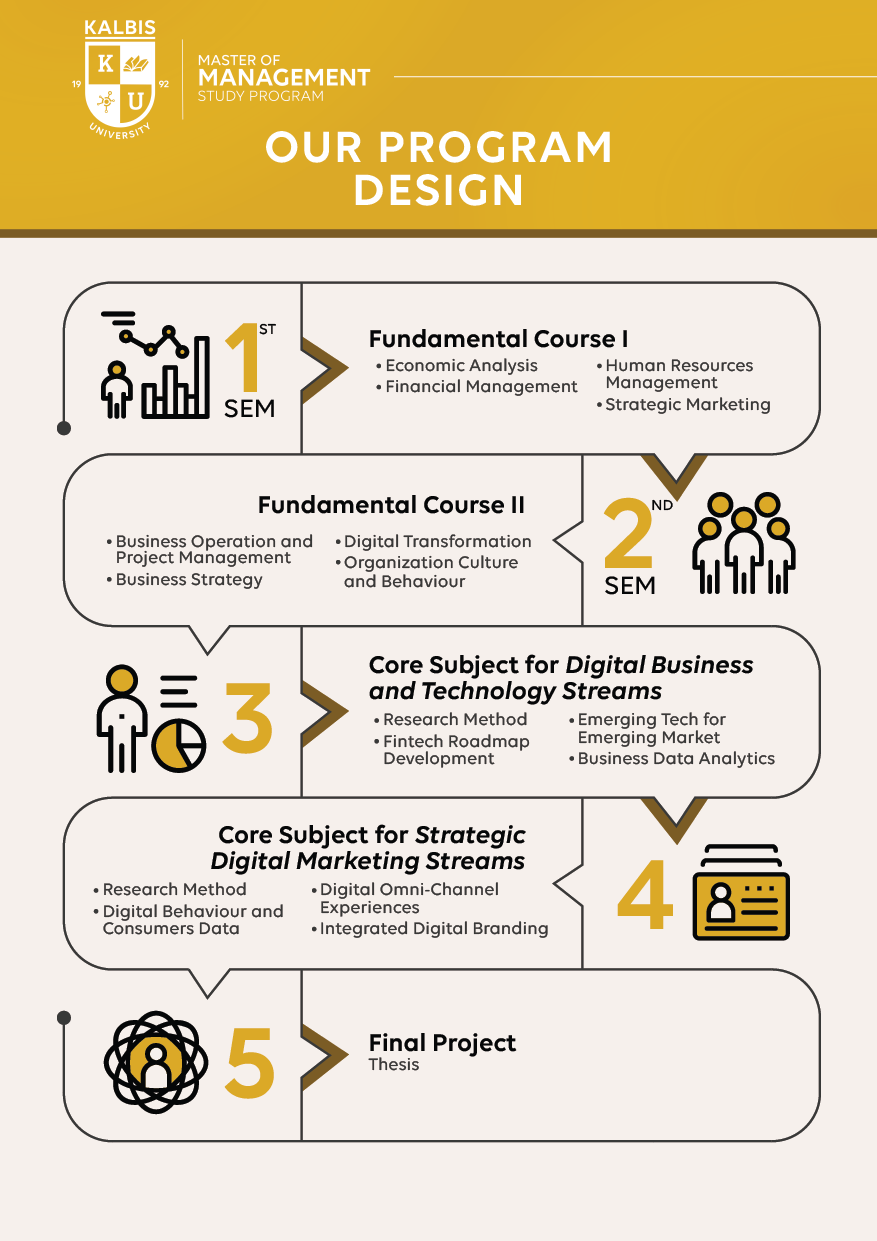 KALBIS
K
19
92
U
UNIVERSITY
MASTER OF
MANAGEMENT
STUDY PROGRAM
OUR PROGRAM
DESIGN
1ST
SEM
Fundamental Course I
• Economic Analysis
• Financial Management
• Human Resources
Management
• Strategic Marketing
Fundamental Course II
• Business Operation and
Project Management
• Business Strategy
• Digital Transformation
• Organization Culture
and Behaviour
2ND
SEM
3
Core Subject for Digital Business
and Technology Streams
• Research Method
• Fintech Roadmap
Development
• Emerging Tech for
Emerging Market
• Business Data Analytics
Core Subject for Strategic
Digital Marketing Streams
• Research Method
• Digital Behaviour and
Consumers Data
• Digital Omni-Channel
Experiences
• Integrated Digital Branding
4
5
Final Project
Thesis